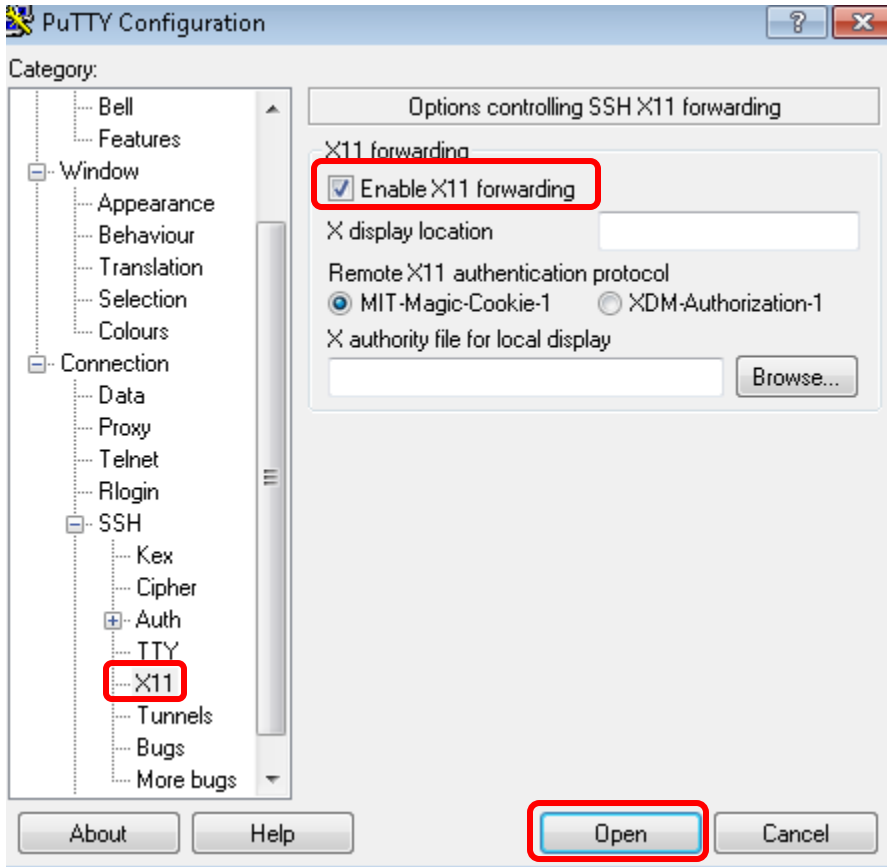 PuTTY Configuration
Category:
Bell
Features
Window
Appearance
Behaviour
Translation
Selection
Colours
Connection
Data
Proxy
Telnet
Rlogin
SSH
Kex
Cipher
Auth
TTY
X11
Tunnels
Bugs
More bugs
Options controlling SSH X11 forwarding
X11 forwarding
Enable X11 forwarding
X display location
Remote X11 authentication protocol
MIT-Magic-Cookie-1 XDM-Authorization-1
X authority file for local display
Browse...
About Help Open Cancel